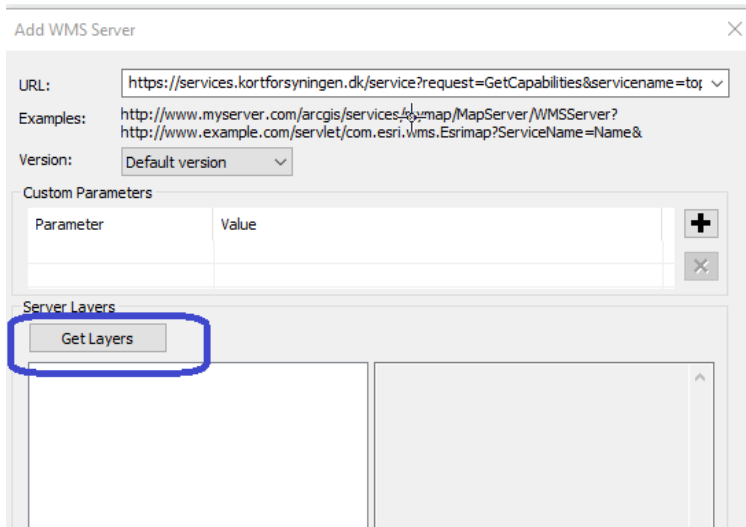 Add WMS Server
URL: https://services.kortforsyningen.dk/service?request=GetCapabilities&servicename=top
Examples: http://www.myserver.com/arcgis/services/mymap/MapServer/WMSServer?
http://www.example.com/servlet/com.esri.wms.Esrimap?ServiceName=Name&
Version: Default version
Custom Parameters
Parameter Value
Server Layers
Get Layers